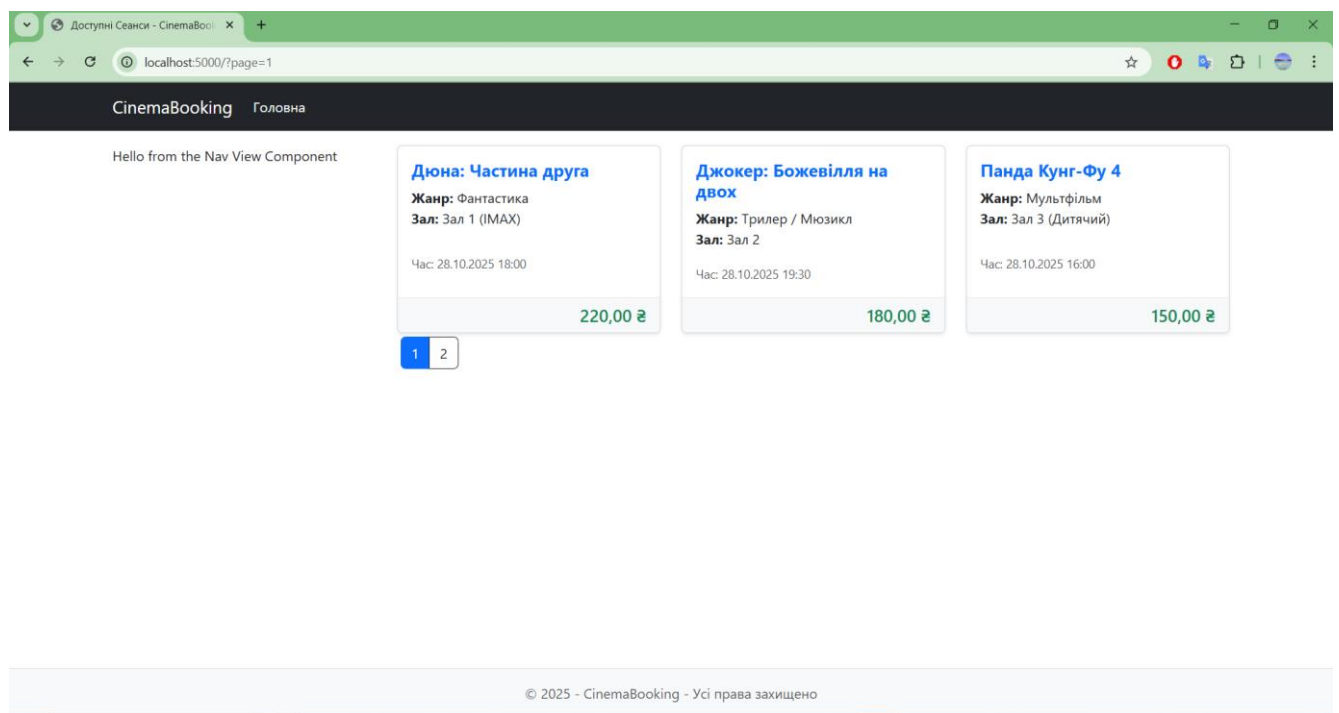 Доступні Сеанси - CinemaBoo
localhost:5000/?page=1
CinemaBooking Головна
Hello from the Nav View Component
Дюна: Частина друга
Жанр: Фантастика
Зал: Зал 1 (IMAX)
Час: 28.10.2025 18:00
220,00 ₴
Джокер: Божевілля на
двох
Жанр: Трилер / Мюзикл
Зал: Зал 2
Час: 28.10.2025 19:30
180,00 ₴
Панда Кунг-Фу 4
Жанр: Мультфільм
Зал: Зал 3 (Дитячий)
Час: 28.10.2025 16:00
150,00 ₴
1 2
© 2025 - CinemaBooking - Усі права захищено